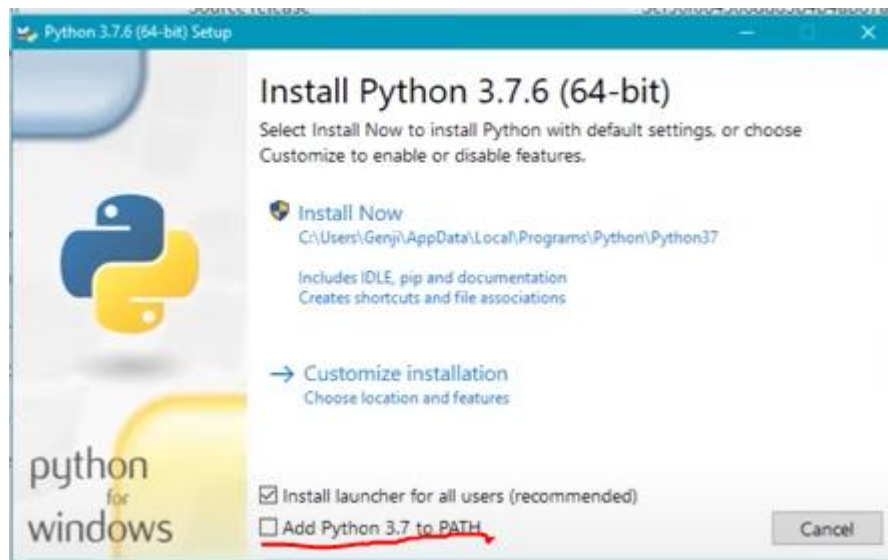 Source release
Python 3.7.6 (64-bit) Setup
Install Python 3.7.6 (64-bit)
Select Install Now to install Python with default settings, or choose
Customize to enable or disable features.
Install Now
C:\Users\Genji\AppData\Local\Programs\Python\Python37
Includes IDLE, pip and documentation
Creates shortcuts and file associations
Customize installation
Choose location and features
python
for
windows
Install launcher for all users (recommended)
Add Python 3.7 to PATH
Cancel